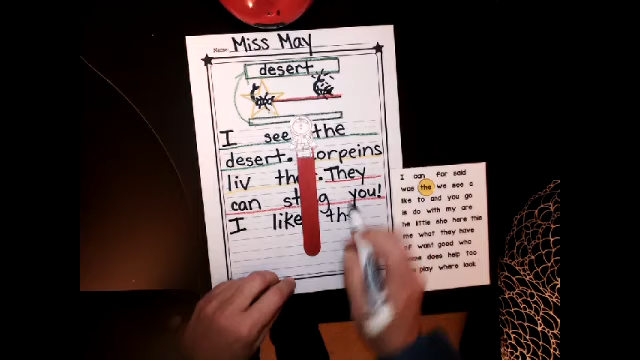 Name: Miss May
desert
I see the
desert. orpeins
liv the. They
can st g you!
I like th
I can for said
was the we see a
like to and you go
is do with my are
he little she here this
me what they have
of want good who
come does help too
play where look